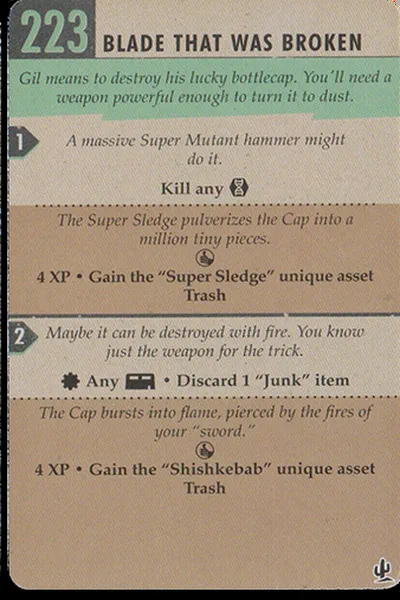 223 BLADE THAT WAS BROKEN
Gil means to destroy his lucky bottlecap. You'll need a
weapon powerful enough to turn it to dust.
1
A massive Super Mutant hammer might
do it.
Kill any
The Super Sledge pulverizes the Cap into a
million tiny pieces.
4 XP • Gain the "Super Sledge" unique asset
Trash
2
Maybe it can be destroyed with fire. You know
just the weapon for the trick.
Any • Discard 1 "Junk" item
The Cap bursts into flame, pierced by the fires of
your "sword."
4 XP • Gain the "Shishkebab" unique asset
Trash